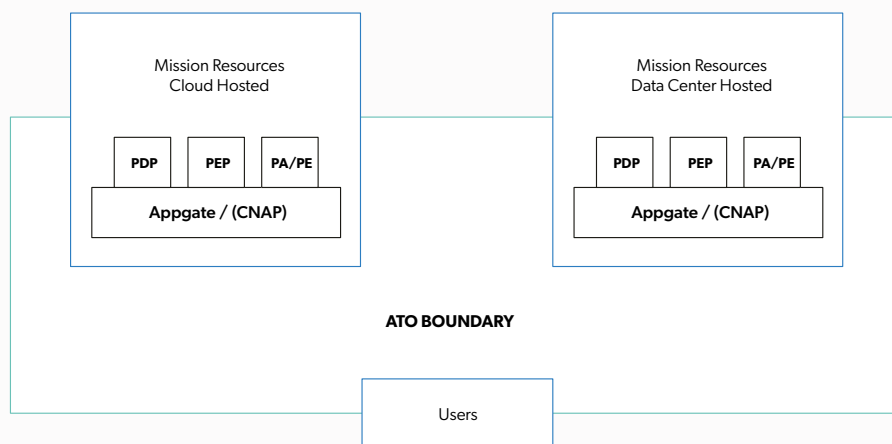 Mission Resources
Cloud Hosted
PDP
PEP
PA/PE
Appgate / (CNAP)
Mission Resources
Data Center Hosted
PDP
PEP
PA/PE
Appgate / (CNAP)
ATO BOUNDARY
Users